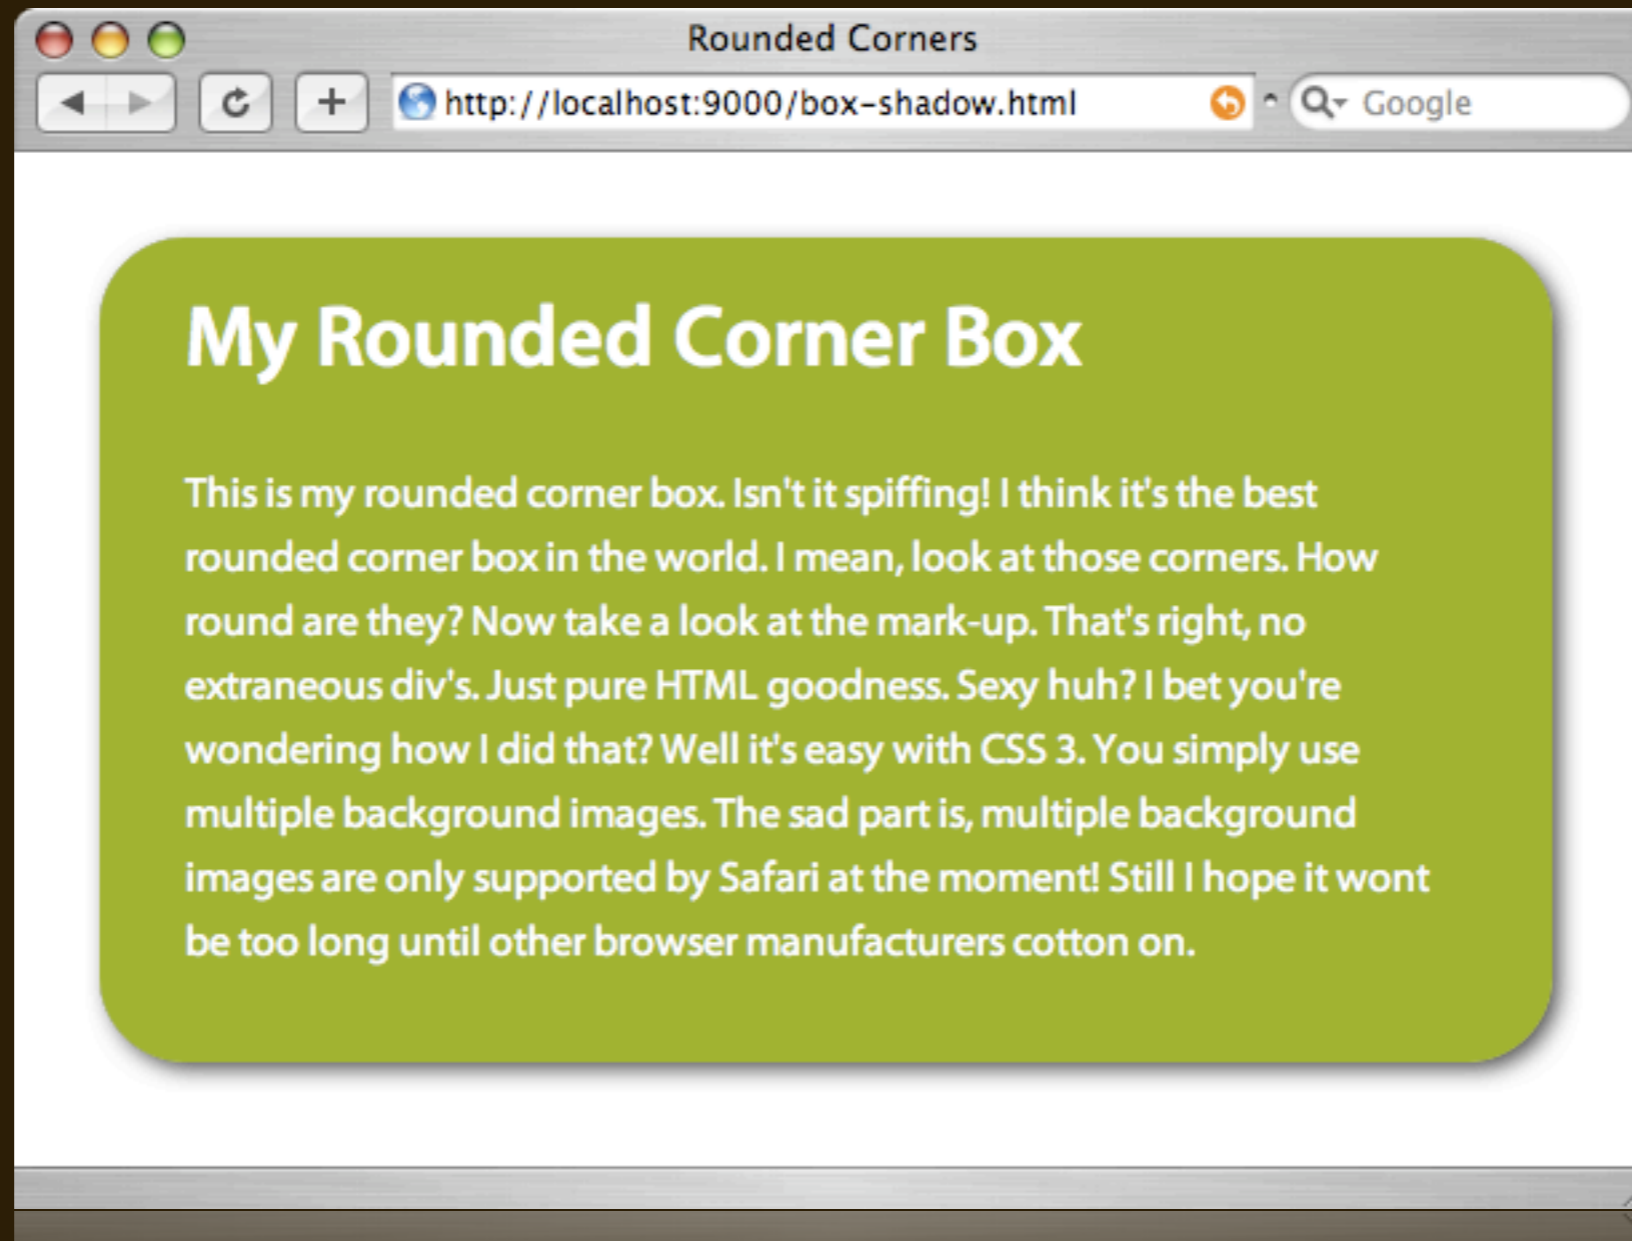 Rounded Corners
http://localhost:9000/box-shadow.html
Google
My Rounded Corner Box
This is my rounded corner box. Isn't it spiffing! I think it's the best
rounded corner box in the world. I mean, look at those corners. How
round are they? Now take a look at the mark-up. That's right, no
extraneous div's. Just pure HTML goodness. Sexy huh? I bet you're
wondering how I did that? Well it's easy with CSS 3. You simply use
multiple background images. The sad part is, multiple background
images are only supported by Safari at the moment! Still I hope it wont
be too long until other browser manufacturers cotton on.